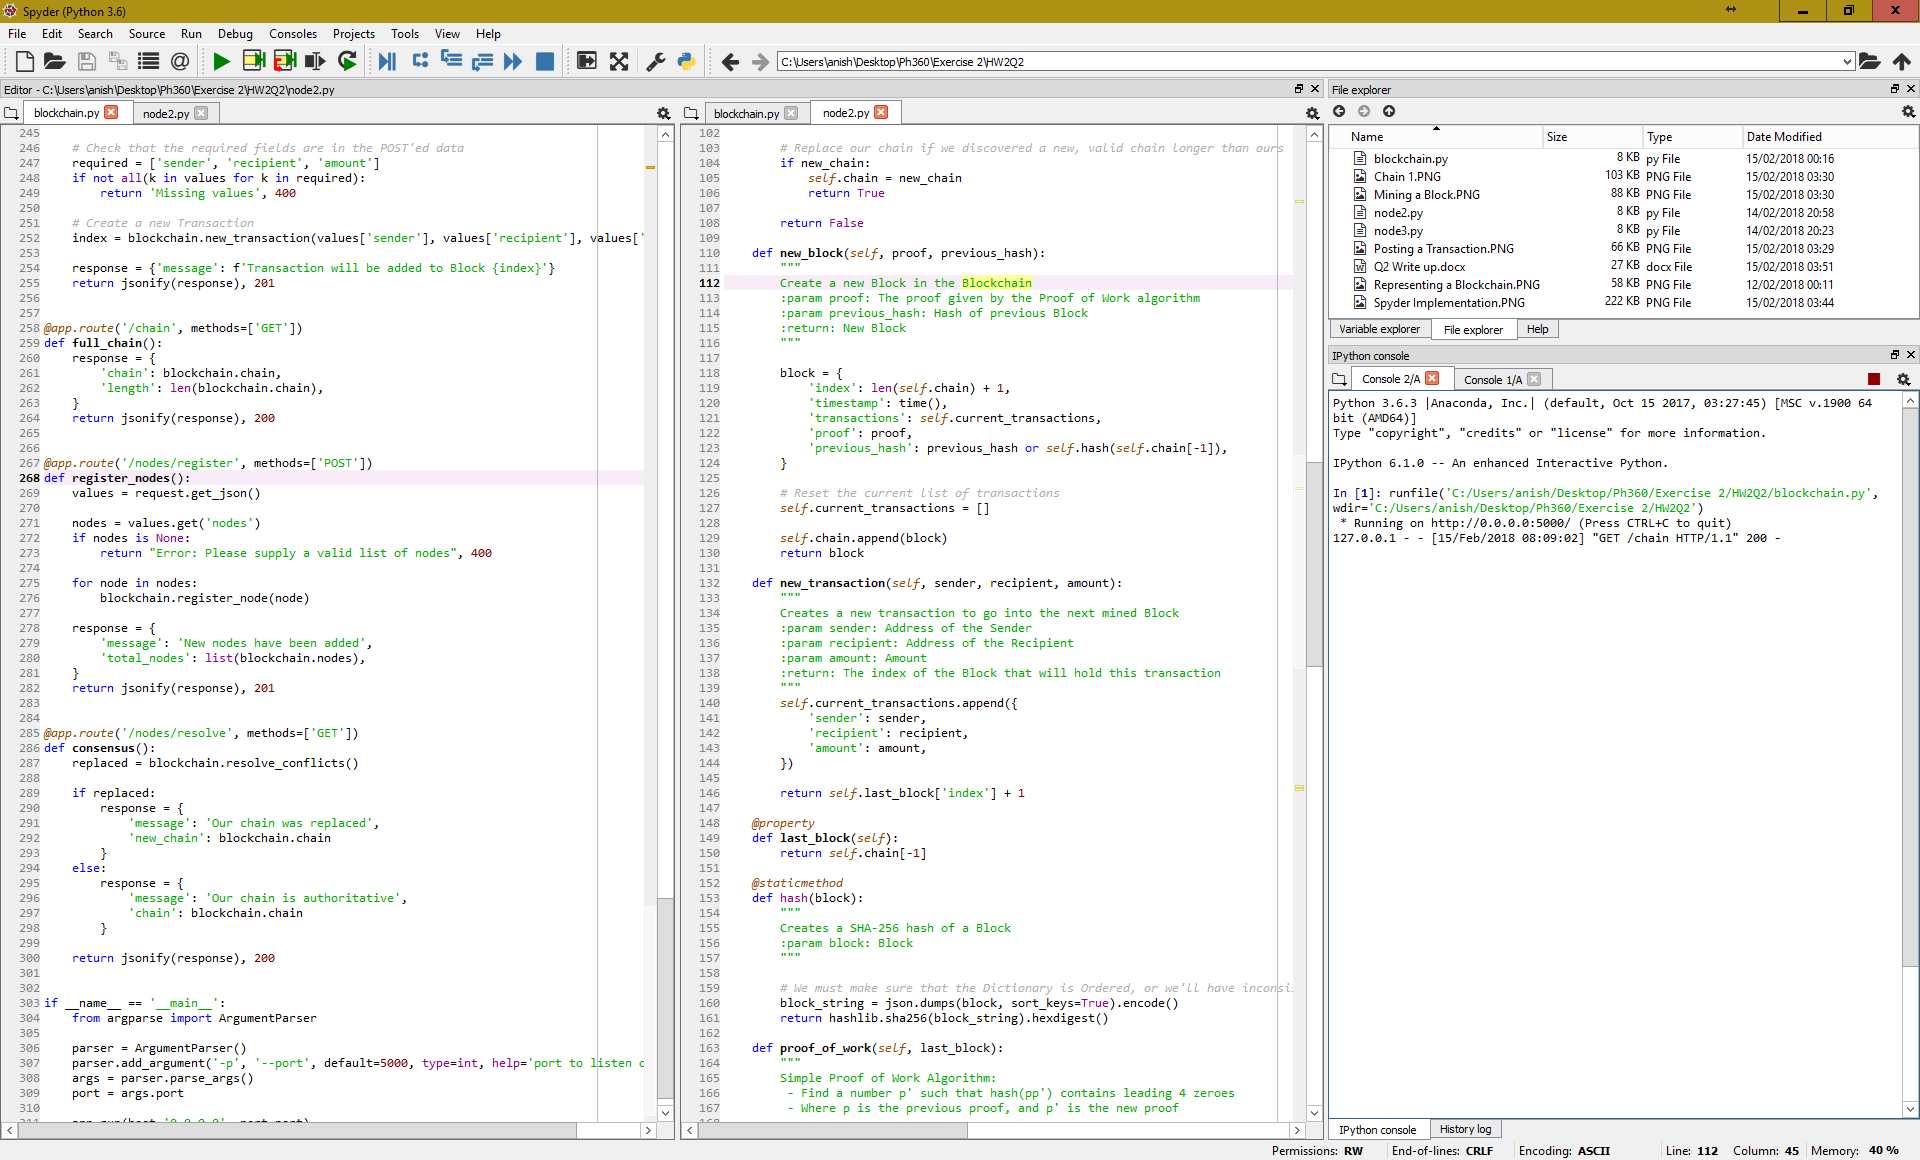 Spyder (Python 3.6)
File Edit Search Source Run Debug Consoles Projects Tools View Help
C:\Users\anish\Desktop\Ph360\Exercise 2\HW2Q2
Editor - C:\Users\anish\Desktop\Ph360\Exercise 2\HW2Q2\node2.py
blockchain.py node2.py
245
246 # Check that the required fields are in the POST'ed data
247 required = ['sender', 'recipient', 'amount']
248 if not all(k in values for k in required):
249 return 'Missing values', 400
250
251 # Create a new Transaction
252 index = blockchain.new_transaction(values['sender'], values['recipient'], values['
253
254 response = {'message': f'Transaction will be added to Block {index}'}
255 return jsonify(response), 201
256
257
258 @app.route('/chain', methods=['GET'])
259 def full_chain():
260 response = {
261 'chain': blockchain.chain,
262 'length': len(blockchain.chain),
263 }
264 return jsonify(response), 200
265
266
267 @app.route('/nodes/register', methods=['POST'])
268 def register_nodes():
269 values = request.get_json()
270
271 nodes = values.get('nodes')
272 if nodes is None:
273 return "Error: Please supply a valid list of nodes", 400
274
275 for node in nodes:
276 blockchain.register_node(node)
277
278 response = {
279 'message': 'New nodes have been added',
280 'total_nodes': list(blockchain.nodes),
281 }
282 return jsonify(response), 201
283
284
285 @app.route('/nodes/resolve', methods=['GET'])
286 def consensus():
287 replaced = blockchain.resolve_conflicts()
288
289 if replaced:
290 response = {
291 'message': 'Our chain was replaced',
292 'new_chain': blockchain.chain
293 }
294 else:
295 response = {
296 'message': 'Our chain is authoritative',
297 'chain': blockchain.chain
298 }
299
300 return jsonify(response), 200
301
302
303 if __name__ == '__main__':
304 from argparse import ArgumentParser
305
306 parser = ArgumentParser()
307 parser.add_argument('-p', '--port', default=5000, type=int, help='port to listen
308 args = parser.parse_args()
309 port = args.port
310
blockchain.py node2.py
102
103 # Replace our chain if we discovered a new, valid chain longer than ours
104 if new_chain:
105 self.chain = new_chain
106 return True
107
108 return False
109
110 def new_block(self, proof, previous_hash):
111 """
112 Create a new Block in the Blockchain
113 :param proof: The proof given by the Proof of Work algorithm
114 :param previous_hash: Hash of previous Block
115 :return: New Block
116 """
117
118 block = {
119 'index': len(self.chain) + 1,
120 'timestamp': time(),
121 'transactions': self.current_transactions,
122 'proof': proof,
123 'previous_hash': previous_hash or self.hash(self.chain[-1]),
124 }
125
126 # Reset the current list of transactions
127 self.current_transactions = []
128
129 self.chain.append(block)
130 return block
131
132 def new_transaction(self, sender, recipient, amount):
133 """
134 Creates a new transaction to go into the next mined Block
135 :param sender: Address of the Sender
136 :param recipient: Address of the Recipient
137 :param amount: Amount
138 :return: The index of the Block that will hold this transaction
139 """
140 self.current_transactions.append({
141 'sender': sender,
142 'recipient': recipient,
143 'amount': amount,
144 })
145
146 return self.last_block['index'] + 1
147
148 @property
149 def last_block(self):
150 return self.chain[-1]
151
152 @staticmethod
153 def hash(block):
154 """
155 Creates a SHA-256 hash of a Block
156 :param block: Block
157 """
158
159 # We must make sure that the Dictionary is Ordered, or we'll have inconsi
160 block_string = json.dumps(block, sort_keys=True).encode()
161 return hashlib.sha256(block_string).hexdigest()
162
163 def proof_of_work(self, last_block):
164 """
165 Simple Proof of Work Algorithm:
166 - Find a number p' such that hash(pp') contains leading 4 zeroes
167 - Where p is the previous proof, and p' is the new proof
File explorer
Name Size Type Date Modified
blockchain.py 8 KB py File 15/02/2018 00:16
Chain 1.PNG 103 KB PNG File 15/02/2018 03:30
Mining a Block.PNG 88 KB PNG File 15/02/2018 03:30
node2.py 8 KB py File 14/02/2018 20:58
node3.py 8 KB py File 14/02/2018 20:23
Posting a Transaction.PNG 66 KB PNG File 15/02/2018 03:29
Q2 Write up.docx 27 KB docx File 15/02/2018 03:51
Representing a Blockchain.PNG 58 KB PNG File 12/02/2018 00:11
Spyder Implementation.PNG 222 KB PNG File 15/02/2018 03:44
Variable explorer File explorer Help
IPython console
Console 2/A Console 1/A
Python 3.6.3 |Anaconda, Inc.| (default, Oct 15 2017, 03:27:45) [MSC v.1900 64
bit (AMD64)]
Type "copyright", "credits" or "license" for more information.
IPython 6.1.0 -- An enhanced Interactive Python.
In [1]: runfile('C:/Users/anish/Desktop/Ph360/Exercise 2/HW2Q2/blockchain.py',
wdir='C:/Users/anish/Desktop/Ph360/Exercise 2/HW2Q2')
* Running on http://0.0.0.0:5000/ (Press CTRL+C to quit)
127.0.0.1 - - [15/Feb/2018 08:09:02] "GET /chain HTTP/1.1" 200 -
IPython console History log
Permissions: RW End-of-lines: CRLF Encoding: ASCII Line: 112 Column: 45 Memory: 40 %